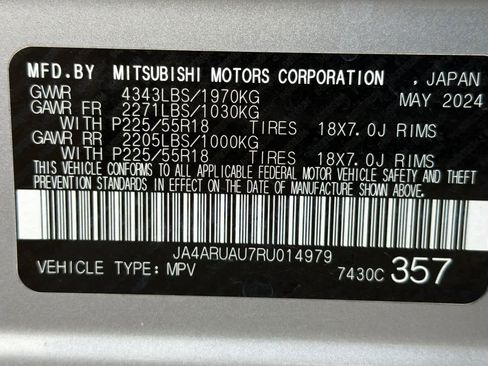 MFD.BY MITSUBISHI MOTORS CORPORATION . JAPAN
GVWR 4343LBS/1970KG MAY 2024
GAWR FR 2271LBS/1030KG
WITH P225/55R18 TIRES 18X7.0J RIMS
GAWR RR 2205LBS/1000KG
WITH P225/55R18 TIRES 18X7.0J RIMS
THIS VEHICLE CONFORMS TO ALL APPLICABLE FEDERAL MOTOR VEHICLE SAFETY AND THEFT
PREVENTION STANDARDS IN EFFECT ON THE DATE OF MANUFACTURE SHOWN ABOVE.
JA4ARUAU7RU014979
VEHICLE TYPE: MPV 7430C 357